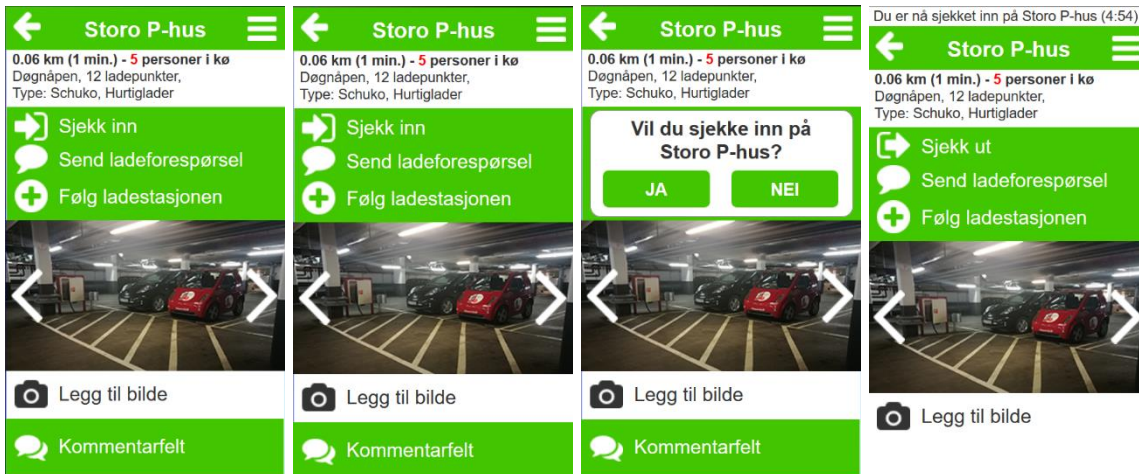 Storo P-hus
0.06 km (1 min.) - 5 personer i kø
Døgnåpen, 12 ladepunkter,
Type: Schuko, Hurtiglader
Sjekk inn
Send ladeforespørsel
Følg ladestasjonen
Legg til bilde
Kommentarfelt
Storo P-hus
0.06 km (1 min.) - 5 personer i kø
Døgnåpen, 12 ladepunkter,
Type: Schuko, Hurtiglader
Sjekk inn
Send ladeforespørsel
Følg ladestasjonen
Legg til bilde
Kommentarfelt
Storo P-hus
0.06 km (1 min.) - 5 personer i kø
Døgnåpen, 12 ladepunkter,
Type: Schuko, Hurtiglader
Vil du sjekke inn på
Storo P-hus?
JA NEI
Legg til bilde
Kommentarfelt
Du er nå sjekket inn på Storo P-hus (4:54)
Storo P-hus
0.06 km (1 min.) - 5 personer i kø
Døgnåpen, 12 ladepunkter,
Type: Schuko, Hurtiglader
Sjekk ut
Send ladeforespørsel
Følg ladestasjonen
Legg til bilde